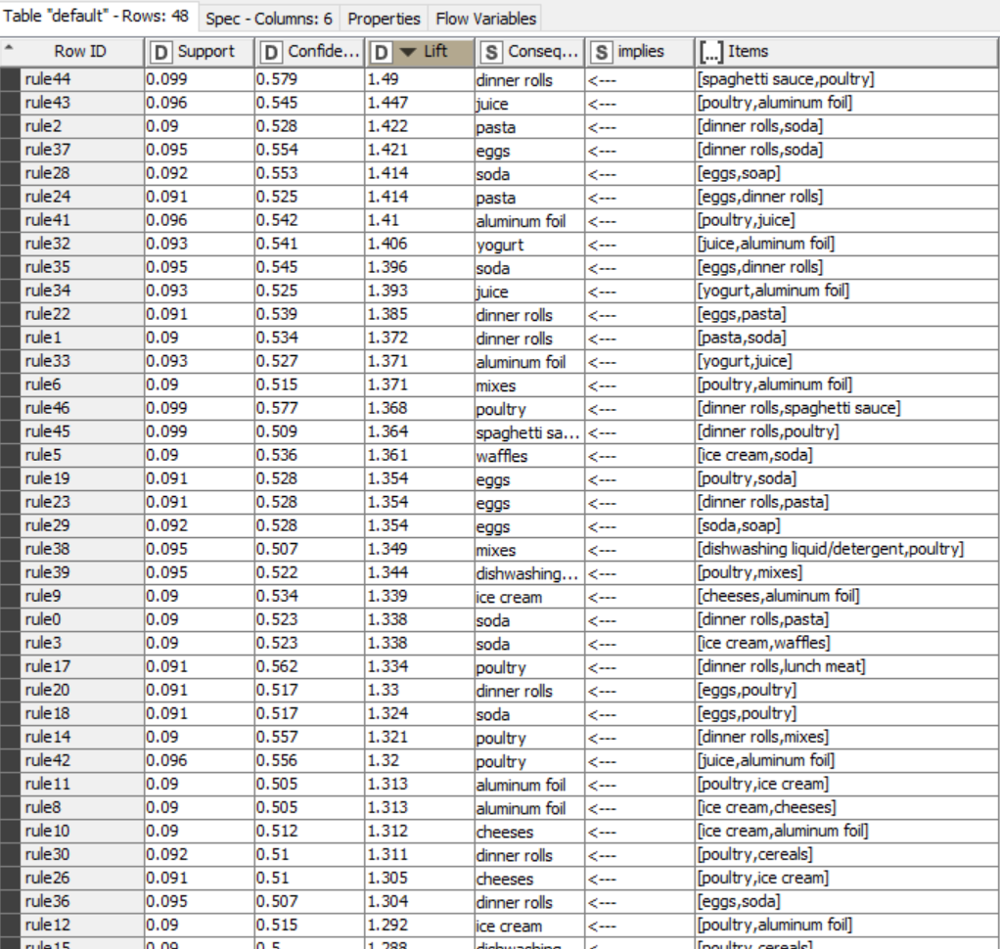 Table "default" - Rows: 48 Spec - Columns: 6 Properties Flow Variables
Row ID D Support D Confide... D Lift S Conseq... S implies [...] Items
rule44 0.099 0.579 1.49 dinner rolls <--- [spaghetti sauce,poultry]
rule43 0.096 0.545 1.447 juice <--- [poultry,aluminum foil]
rule2 0.09 0.528 1.422 pasta <--- [dinner rolls,soda]
rule37 0.095 0.554 1.421 eggs <--- [dinner rolls,soda]
rule28 0.092 0.553 1.414 soda <--- [eggs,soap]
rule24 0.091 0.525 1.414 pasta <--- [eggs,dinner rolls]
rule41 0.096 0.542 1.41 aluminum foil <--- [poultry,juice]
rule32 0.093 0.541 1.406 yogurt <--- [juice,aluminum foil]
rule35 0.095 0.545 1.396 soda <--- [eggs,dinner rolls]
rule34 0.093 0.525 1.393 juice <--- [yogurt,aluminum foil]
rule22 0.091 0.539 1.385 dinner rolls <--- [eggs,pasta]
rule1 0.09 0.534 1.372 dinner rolls <--- [pasta,soda]
rule33 0.093 0.527 1.371 aluminum foil <--- [yogurt,juice]
rule6 0.09 0.515 1.371 mixes <--- [poultry,aluminum foil]
rule46 0.099 0.577 1.368 poultry <--- [dinner rolls,spaghetti sauce]
rule45 0.099 0.509 1.364 spaghetti sa... <--- [dinner rolls,poultry]
rule5 0.09 0.536 1.361 waffles <--- [ice cream,soda]
rule19 0.091 0.528 1.354 eggs <--- [poultry,soda]
rule23 0.091 0.528 1.354 eggs <--- [dinner rolls,pasta]
rule29 0.092 0.528 1.354 eggs <--- [soda,soap]
rule38 0.095 0.507 1.349 mixes <--- [dishwashing liquid/detergent,poultry]
rule39 0.095 0.522 1.344 dishwashing... <--- [poultry,mixes]
rule9 0.09 0.534 1.339 ice cream <--- [cheeses,aluminum foil]
rule0 0.09 0.523 1.338 soda <--- [dinner rolls,pasta]
rule3 0.09 0.523 1.338 soda <--- [ice cream,waffles]
rule17 0.091 0.562 1.334 poultry <--- [dinner rolls,lunch meat]
rule20 0.091 0.517 1.33 dinner rolls <--- [eggs,poultry]
rule18 0.091 0.517 1.324 soda <--- [eggs,poultry]
rule14 0.09 0.557 1.321 poultry <--- [dinner rolls,mixes]
rule42 0.096 0.556 1.32 poultry <--- [juice,aluminum foil]
rule11 0.09 0.505 1.313 aluminum foil <--- [poultry,ice cream]
rule8 0.09 0.505 1.313 aluminum foil <--- [ice cream,cheeses]
rule10 0.09 0.512 1.312 cheeses <--- [ice cream,aluminum foil]
rule30 0.092 0.51 1.311 dinner rolls <--- [poultry,cereals]
rule26 0.091 0.51 1.305 cheeses <--- [poultry,ice cream]
rule36 0.095 0.507 1.304 dinner rolls <--- [eggs,soda]
rule12 0.09 0.515 1.292 ice cream <--- [poultry,aluminum foil]
rule15 0.09 0.5 1.288 dishwashing... <--- [poultry,cereals]